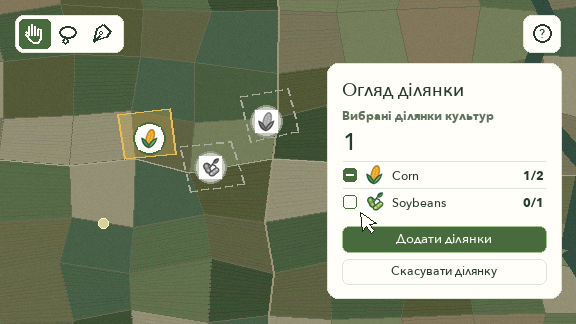 ?
Огляд ділянки
Вибрані ділянки культур
1
Corn 1/2
Soybeans 0/1
Додати ділянки
Скасувати ділянку